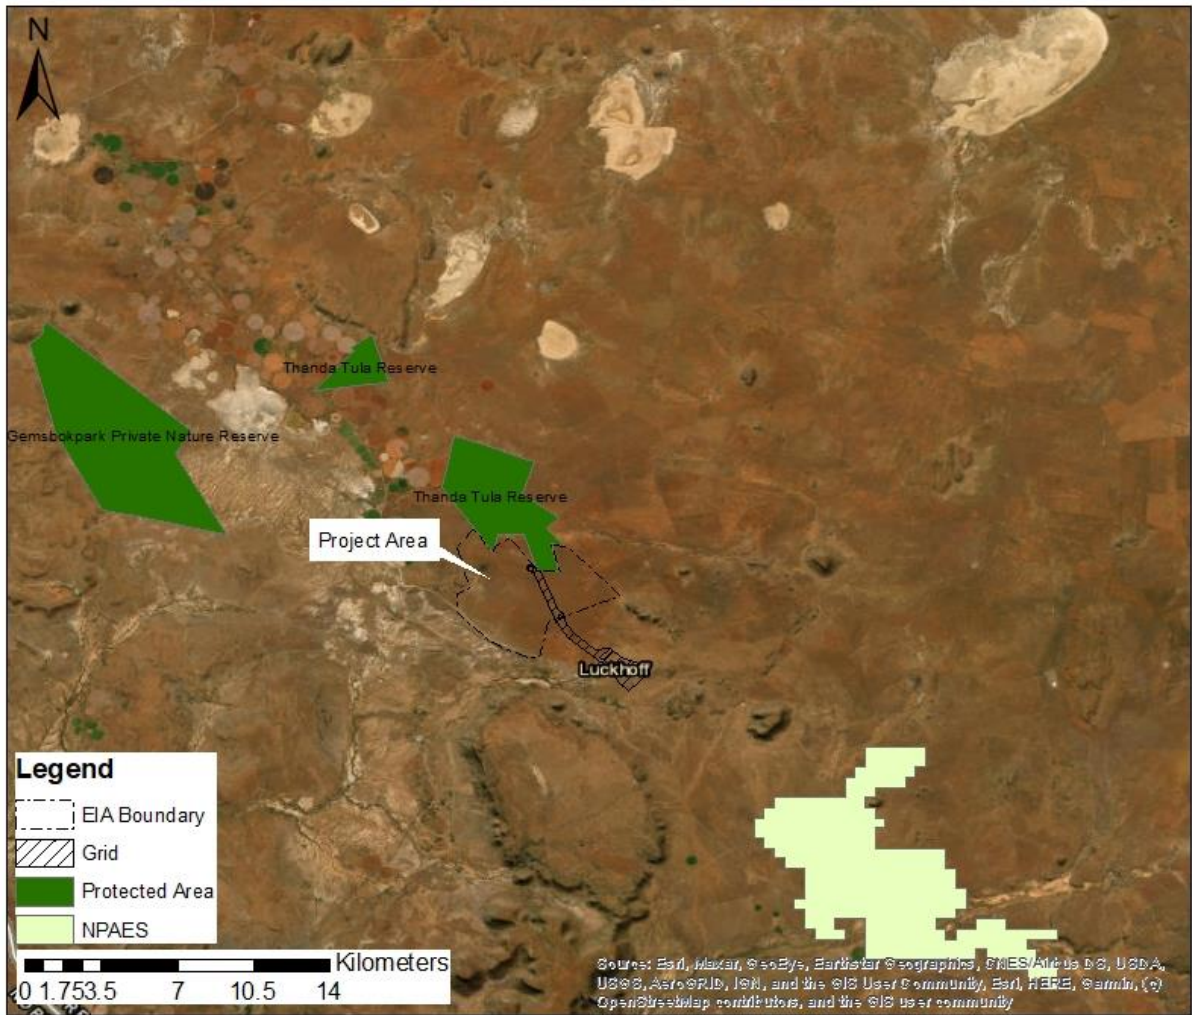 N
Thanda Tula Reserve
Gemsbokpark Private Nature Reserve
Thanda Tula Reserve
Project Area
Luckhoff
Legend
EIA Boundary
Grid
Protected Area
NPAES
Kilometers
0 1.75 3.5 7 10.5 14
Source: Esri, Maxar, GeoEye, Earthstar Geographics, CNES/Airbus DS, USDA,
USGS, AeroGRID, IGN, and the GIS User Community, Esri, HERE, Garmin, (c)
OpenStreetMap contributors, and the GIS user community